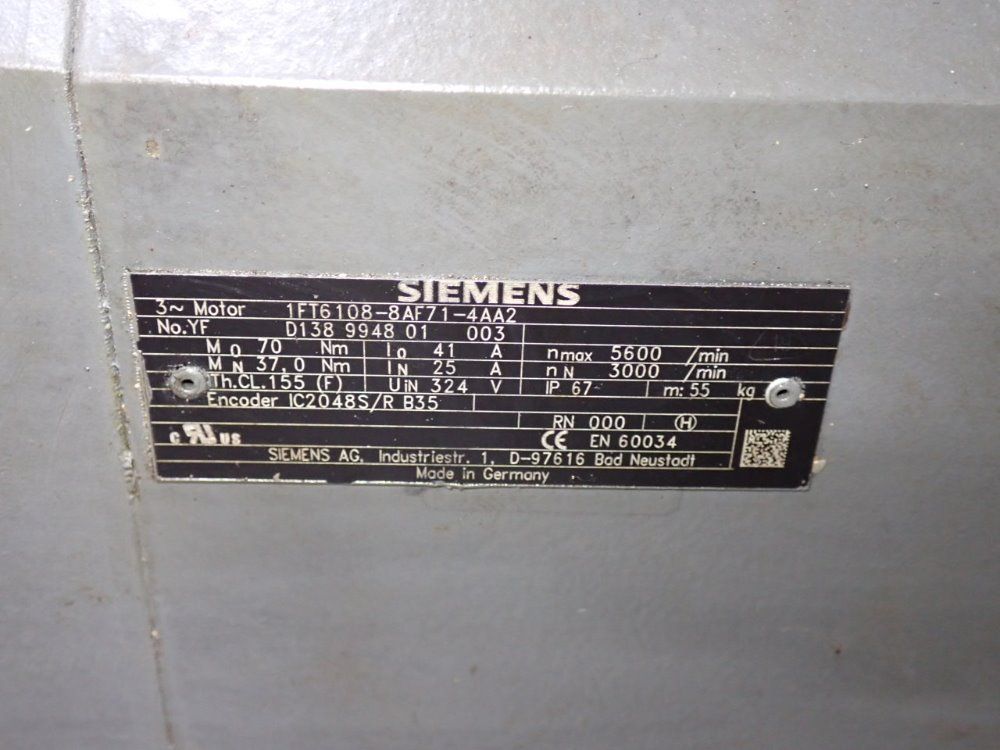 SIEMENS
3~ Motor 1FT6108-8AF71-4AA2
No.YF D138 9948 01 003
M0 70 Nm I0 41 A nmax 5600 /min
MN 37,0 Nm IN 25 A nN 3000 /min
Th.CL.155 (F) UiN 324 V IP 67 m: 55 kg
Encoder IC2048S/R B35
RN 000 (H)
c RU us CE EN 60034
SIEMENS AG, Industriestr. 1, D-97616 Bad Neustadt
Made in Germany